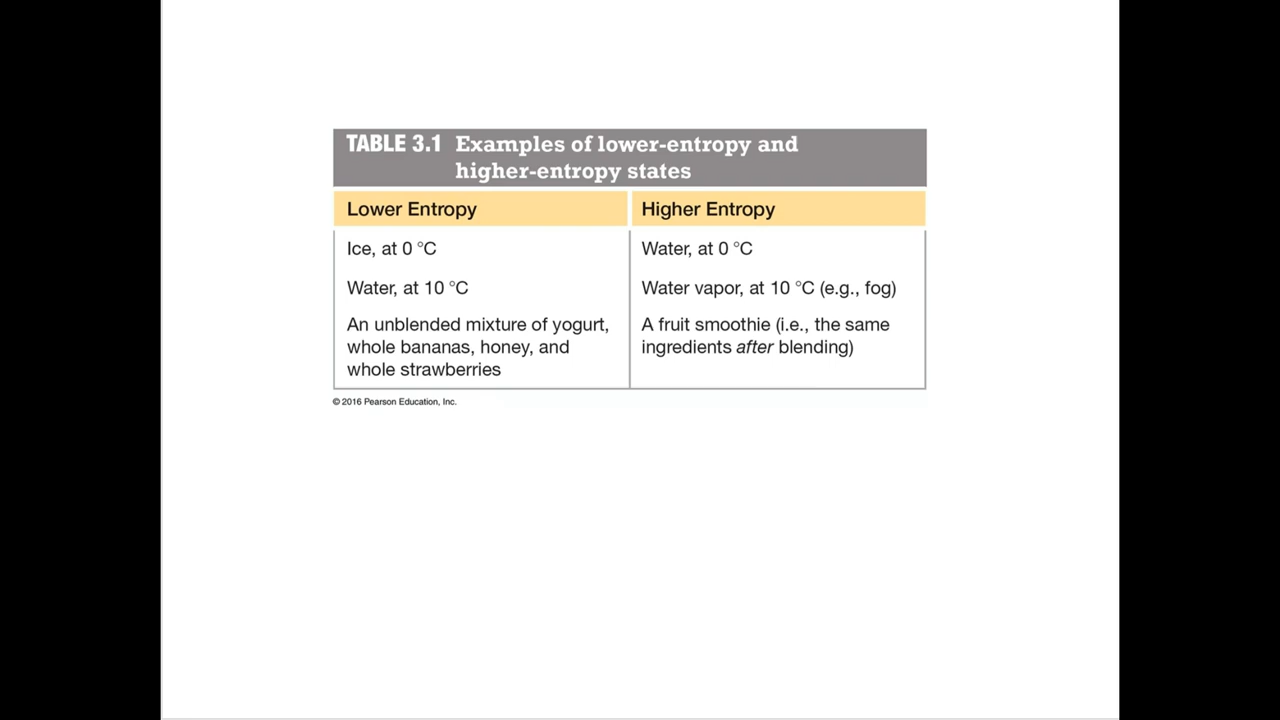 TABLE 3.1 Examples of lower-entropy and
higher-entropy states
Lower Entropy
Higher Entropy
Ice, at 0 °C
Water, at 0 °C
Water, at 10 °C
Water vapor, at 10 °C (e.g., fog)
An unblended mixture of yogurt,
whole bananas, honey, and
whole strawberries
A fruit smoothie (i.e., the same
ingredients after blending)
© 2016 Pearson Education, Inc.